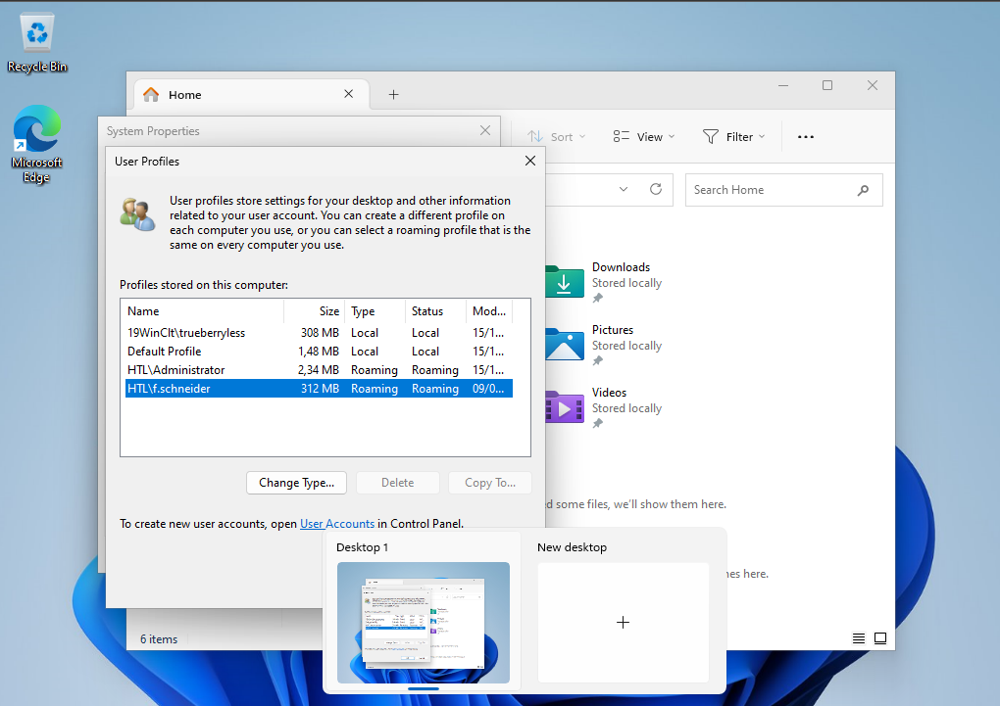 Recycle Bin
Microsoft
Edge
Home
System Properties
Sort
View
Filter
User Profiles
Search Home
User profiles store settings for your desktop and other information
related to your user account. You can create a different profile on
each computer you use, or you can select a roaming profile that is the
same on every computer you use.
Profiles stored on this computer:
Name Size Type Status Mod...
19WinClt\trueberryless 308 MB Local Local 15/1...
Default Profile 1,48 MB Local Local 15/1...
HTL\Administrator 2,34 MB Roaming Roaming 15/1...
HTL\f.schneider 312 MB Roaming Roaming 09/0...
Change Type... Delete Copy To...
To create new user accounts, open User Accounts in Control Panel.
Downloads
Stored locally
Pictures
Stored locally
Videos
Stored locally
d some files, we'll show them here.
nes here.
Desktop 1
New desktop
6 items